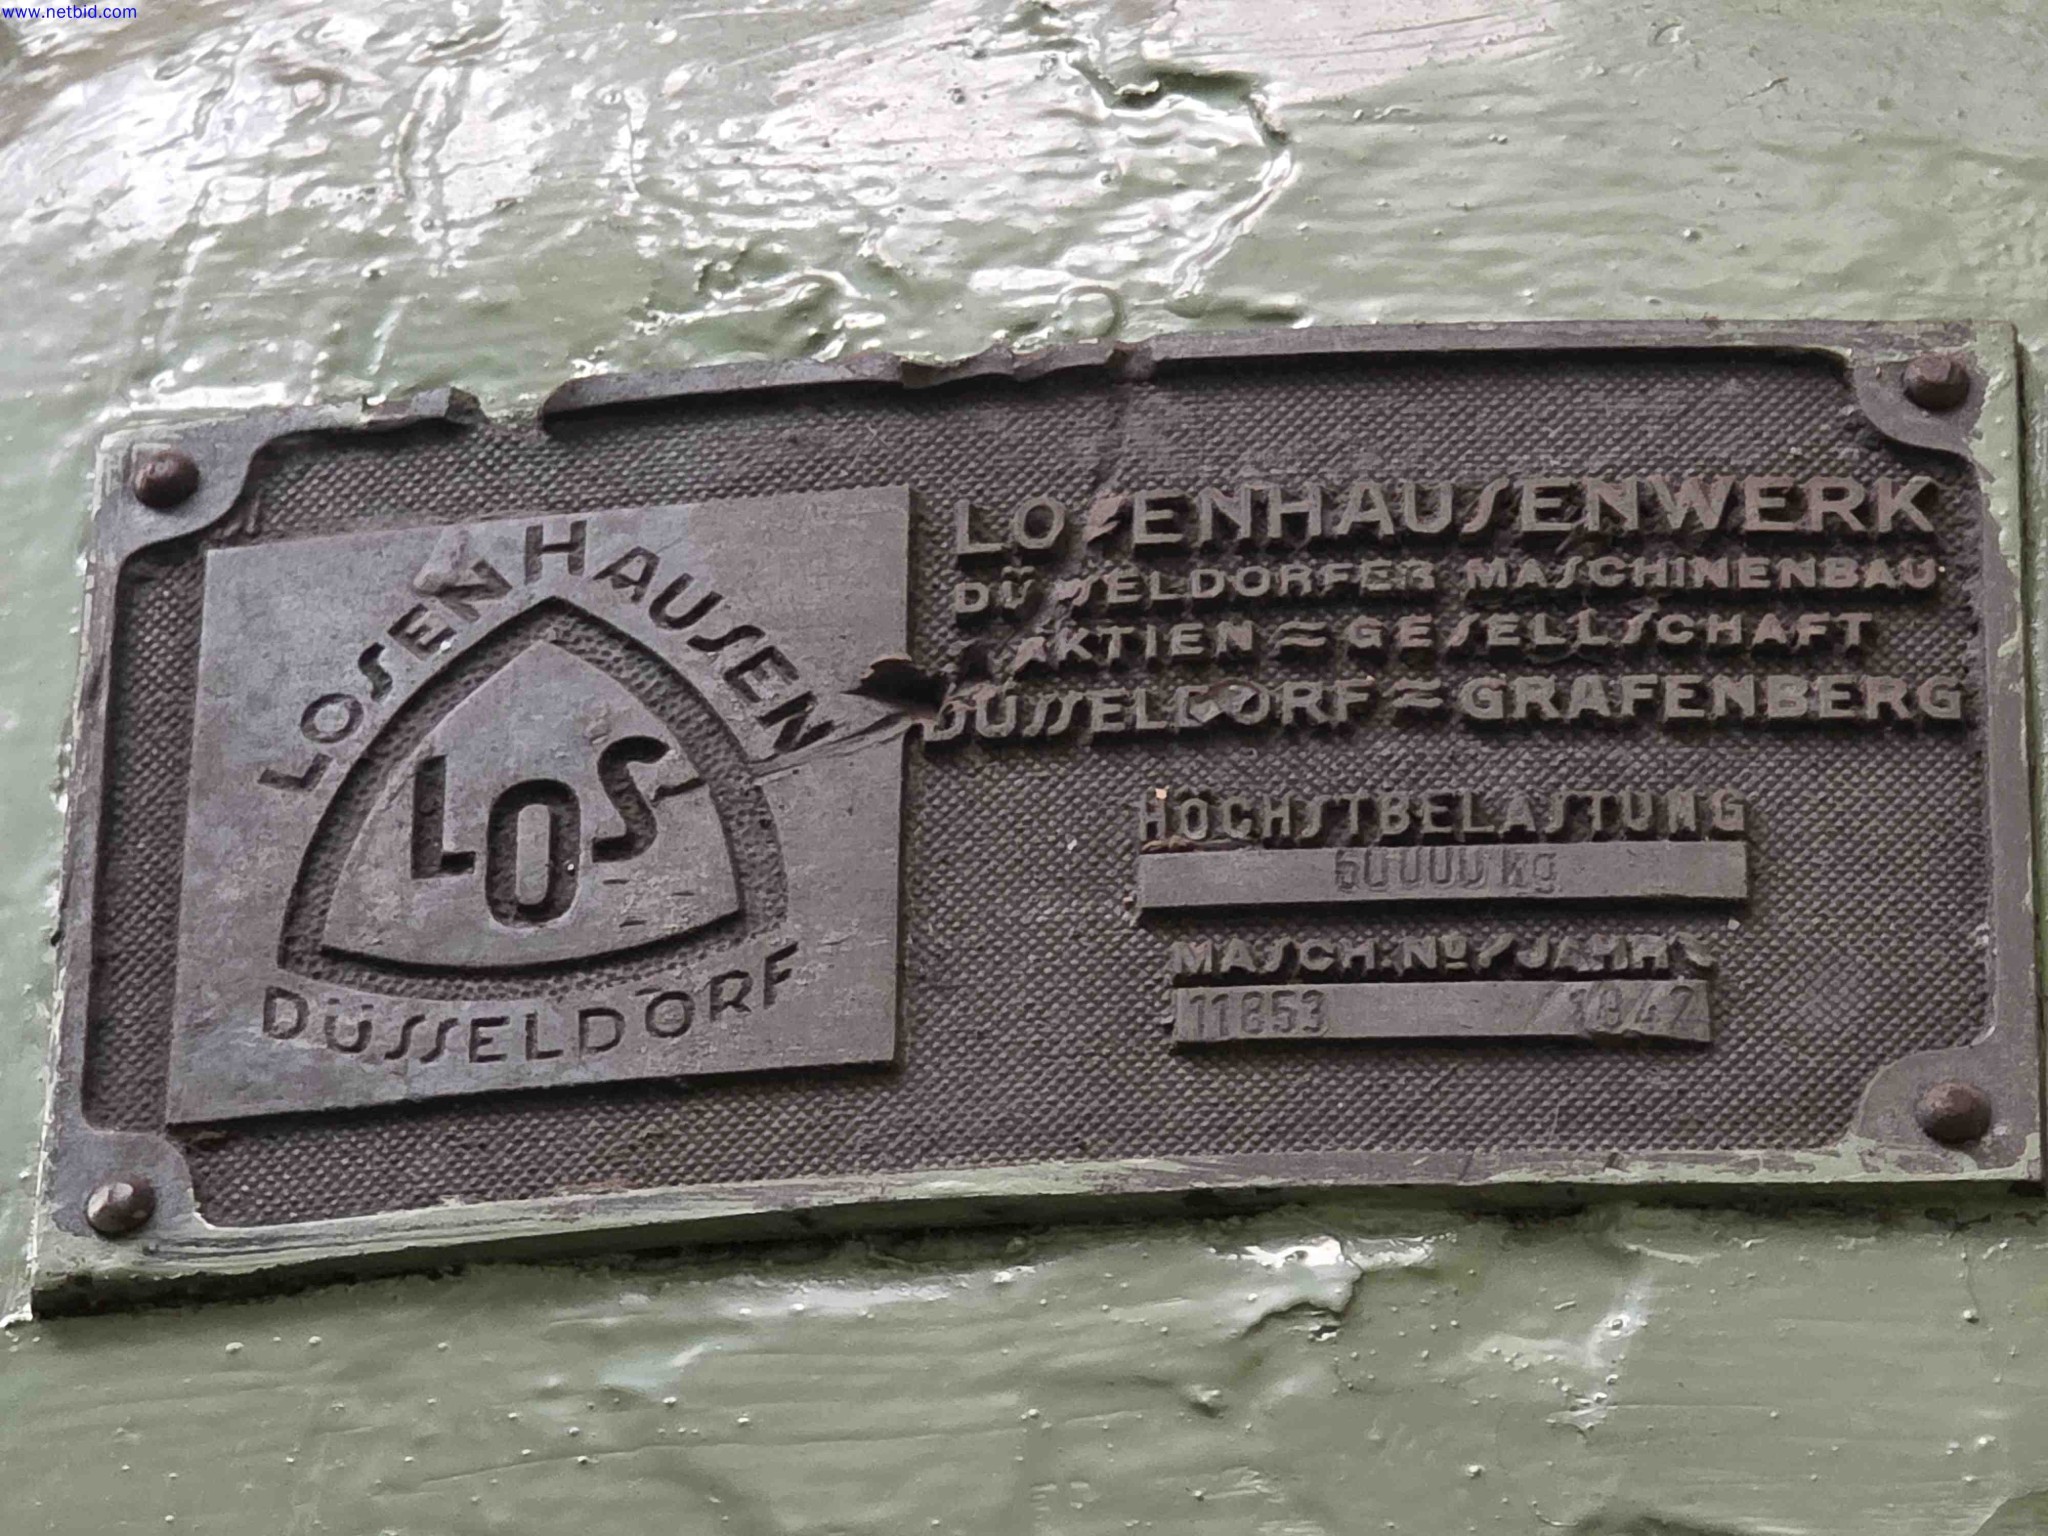 www.netbid.com
LOSENHAUSEN
LOS
DÜSSELDORF
LOSENHAUSENWERK
DÜSSELDORFER MASCHINENBAU
AKTIEN=GESELLSCHAFT
DÜSSELDORF=GRAFENBERG
HÖCHSTBELASTUNG
60000 kg
MASCH.Nº/JAHR
11853 / 1942